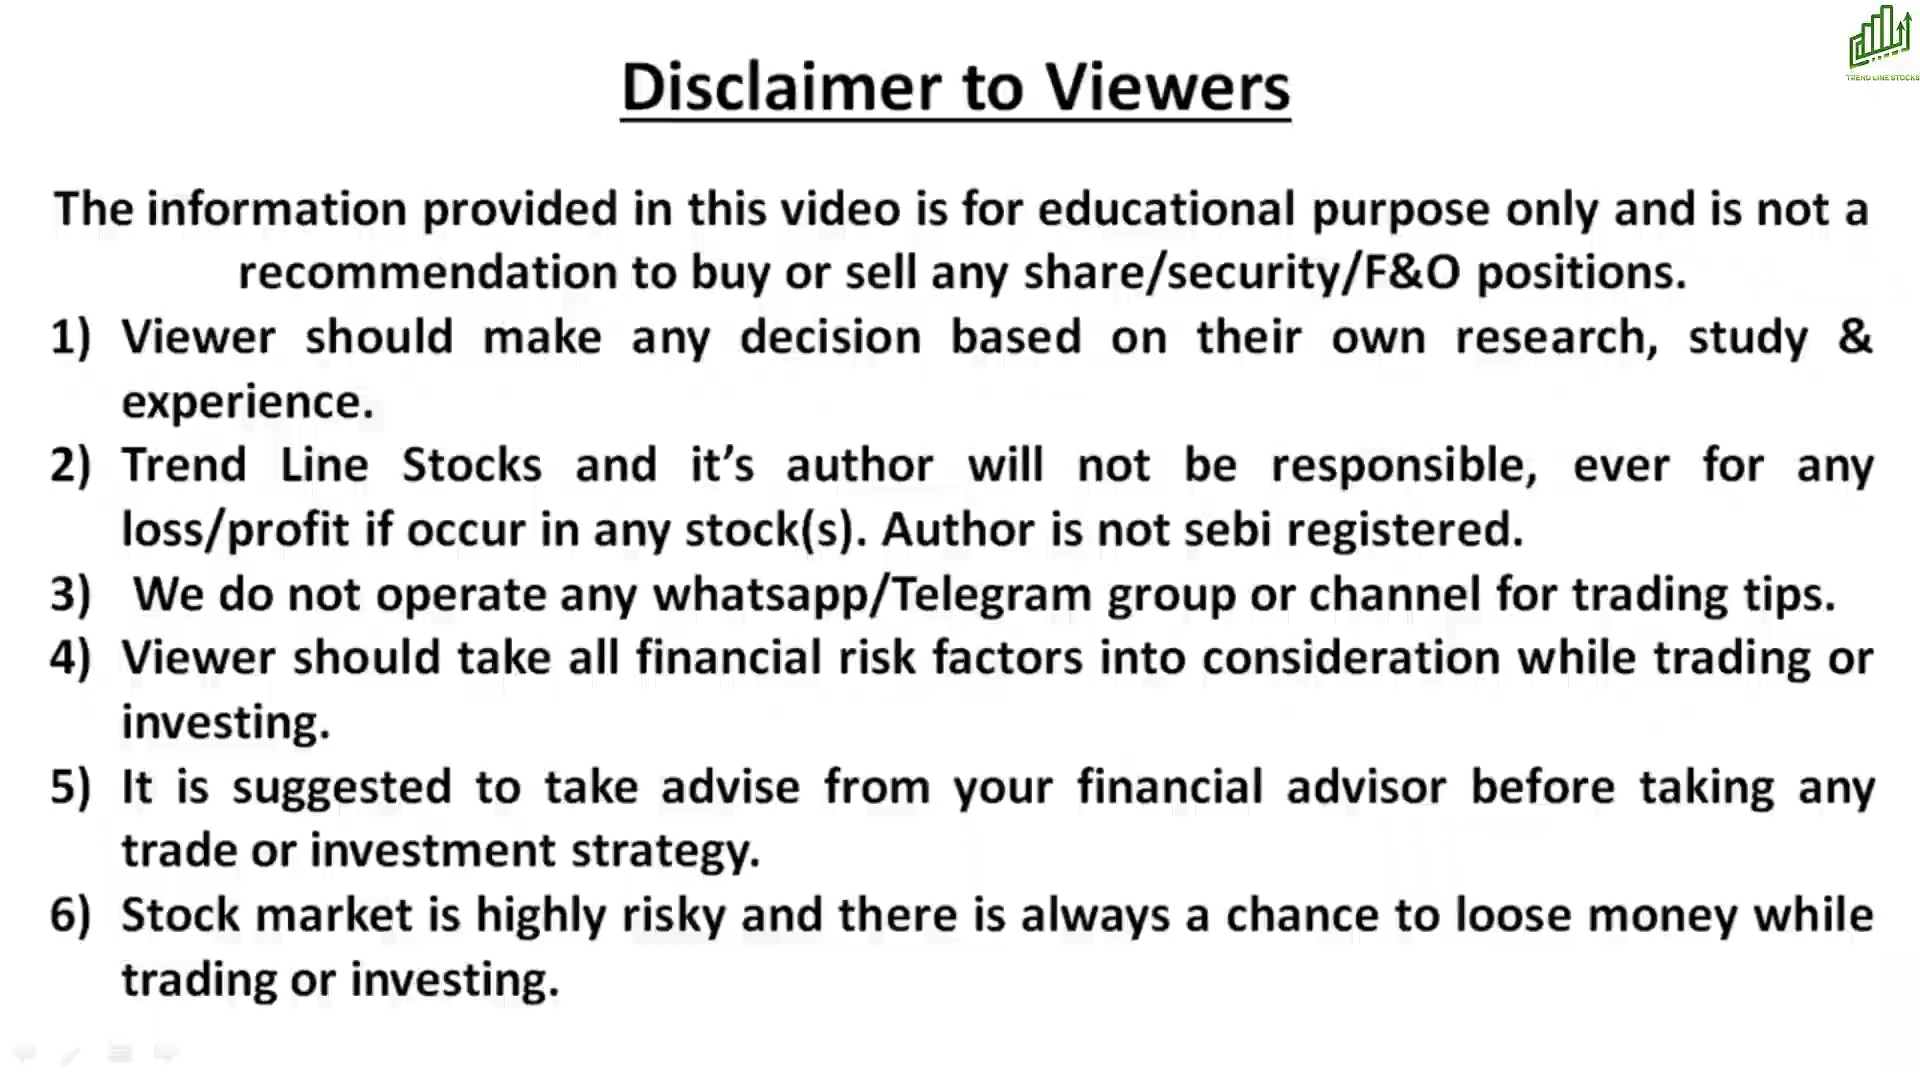 TREND LINE STOCKS
Disclaimer to Viewers
The information provided in this video is for educational purpose only and is not a
recommendation to buy or sell any share/security/F&O positions.
1) Viewer should make any decision based on their own research, study &
experience.
2) Trend Line Stocks and it’s author will not be responsible, ever for any
loss/profit if occur in any stock(s). Author is not sebi registered.
3) We do not operate any whatsapp/Telegram group or channel for trading tips.
4) Viewer should take all financial risk factors into consideration while trading or
investing.
5) It is suggested to take advise from your financial advisor before taking any
trade or investment strategy.
6) Stock market is highly risky and there is always a chance to loose money while
trading or investing.